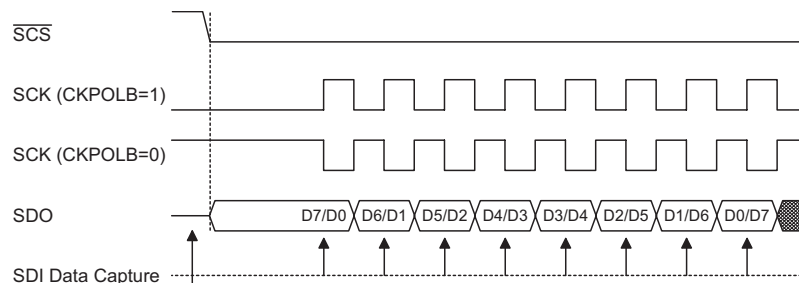 SCS
SCK (CKPOLB=1)
SCK (CKPOLB=0)
SDO D7/D0 D6/D1 D5/D2 D4/D3 D3/D4 D2/D5 D1/D6 D0/D7
SDI Data Capture